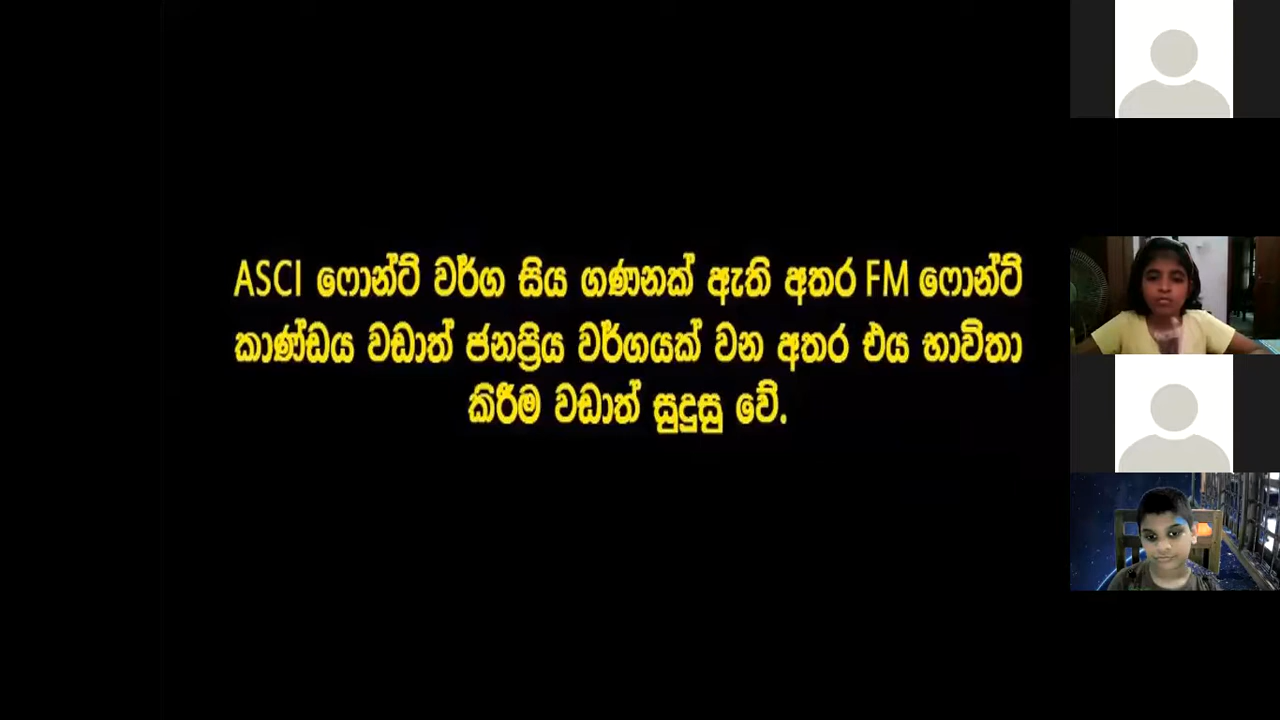 ASCI ෆොන්ට් වර්ග සිය ගණනක් ඇති අතර FM ෆොන්ට්
කාණ්ඩය වඩාත් ජනප්‍රිය වර්ගයක් වන අතර එය භාවිතා
කිරීම වඩාත් සුදුසු වේ.